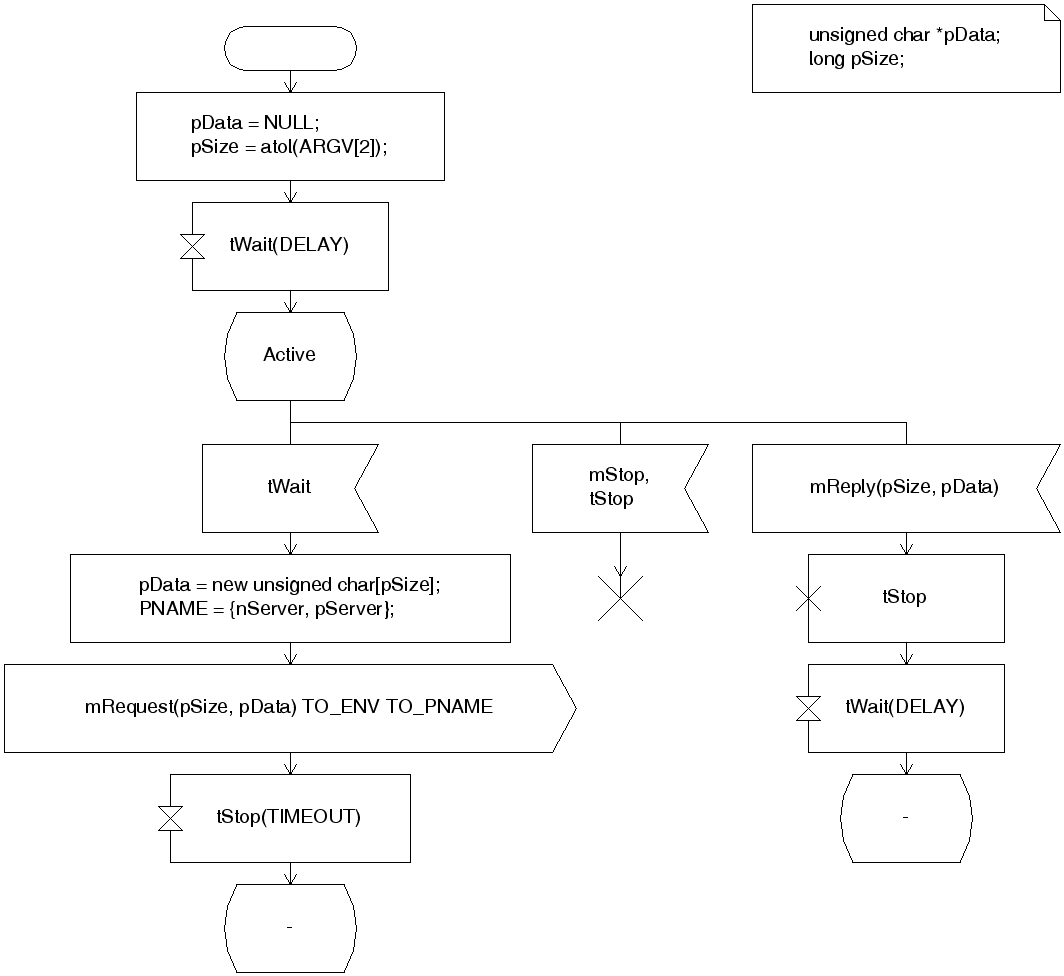 unsigned char *pData;
long pSize;
pData = NULL;
pSize = atol(ARGV[2]);
tWait(DELAY)
Active
tWait
mStop,
tStop
mReply(pSize, pData)
pData = new unsigned char[pSize];
PNAME = {nServer, pServer};
tStop
mRequest(pSize, pData) TO_ENV TO_PNAME
tWait(DELAY)
tStop(TIMEOUT)
-
-